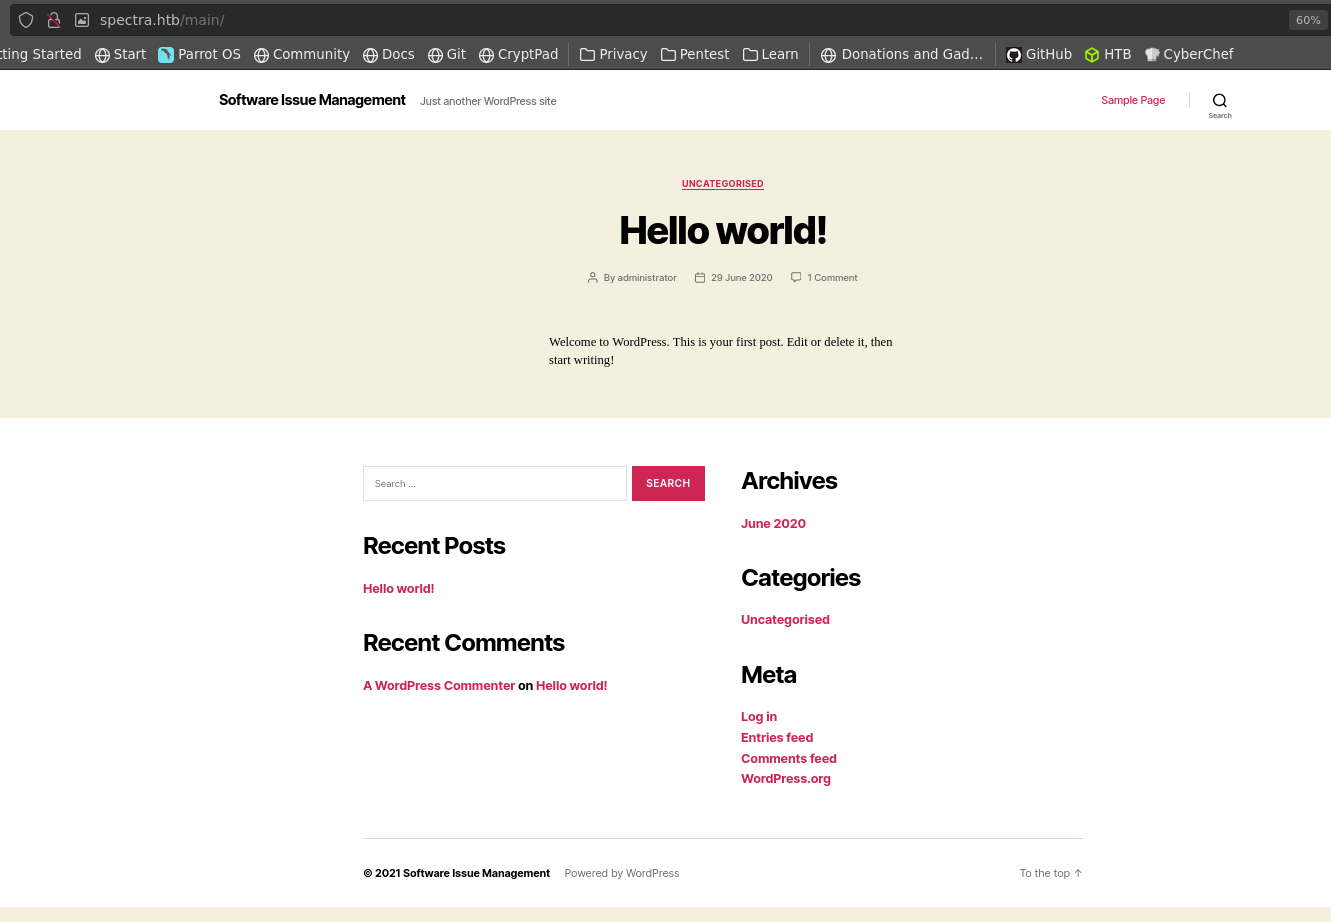 spectra.htb/main/
60%
tting Started Start Parrot OS Community Docs Git CryptPad Privacy Pentest Learn Donations and Gad... GitHub HTB CyberChef
Software Issue Management Just another WordPress site Sample Page
Search
UNCATEGORISED
Hello world!
By administrator 29 June 2020 1 Comment
Welcome to WordPress. This is your first post. Edit or delete it, then
start writing!
Search …
SEARCH
Recent Posts
Hello world!
Recent Comments
A WordPress Commenter on Hello world!
Archives
June 2020
Categories
Uncategorised
Meta
Log in
Entries feed
Comments feed
WordPress.org
© 2021 Software Issue Management Powered by WordPress To the top ↑